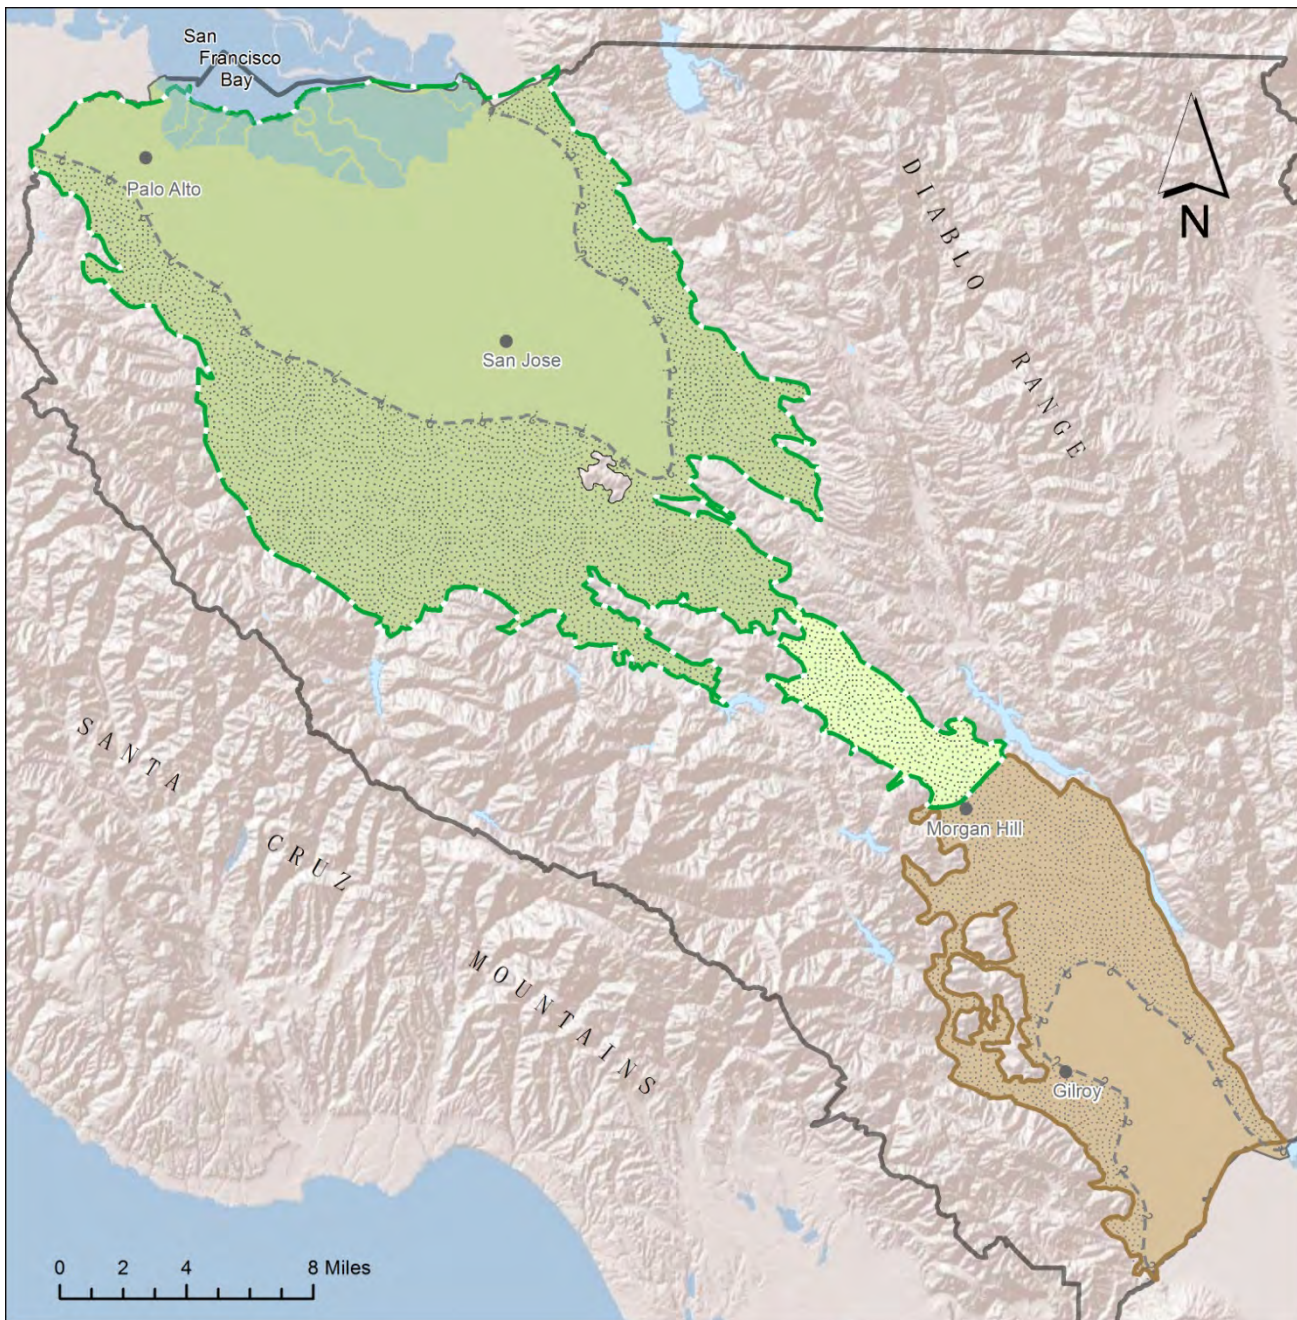 San
Francisco
Bay
Palo Alto
DIABLO
N
San Jose
RANGE
SANTA
Morgan Hill
CRUZ
MOUNTAINS
Gilroy
0 2 4 8 Miles